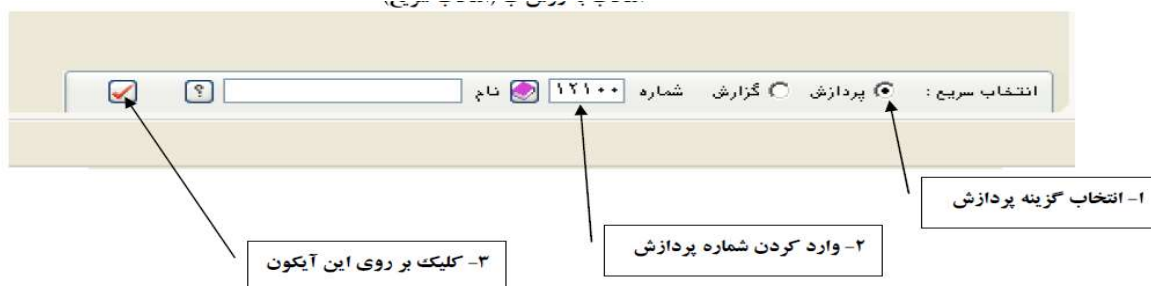 انتخاب سریع : پردازش گزارش شماره ۱۲۱۰۰ نام ؟
۱- انتخاب گزینه پردازش
۲- وارد کردن شماره پردازش
۳- کلیک بر روی این آیکون